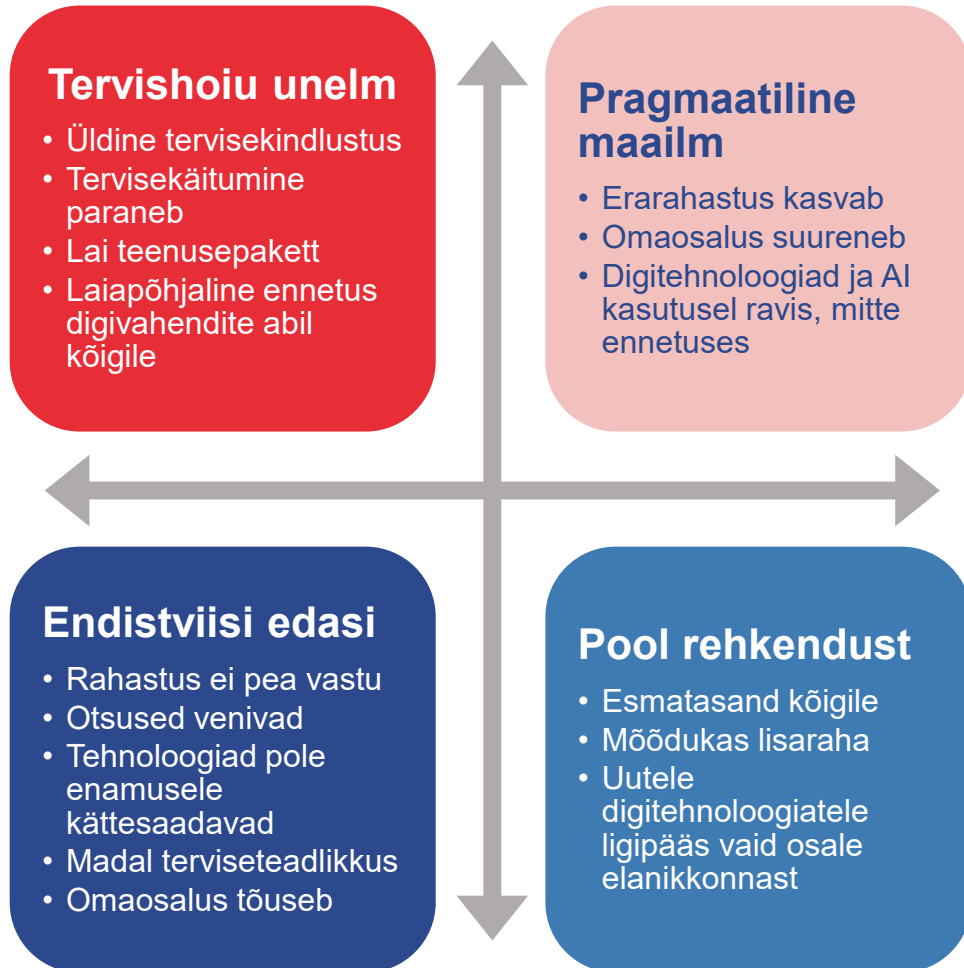 Tervishoiu unelm
• Üldine tervisekindlustus
• Tervisekäitumine
paraneb
• Lai teenusepakett
• Laiapõhjaline ennetus
digivahendite abil
kõigile
Pragmaatiline
maailm
• Erarahastus kasvab
• Omaosalus suureneb
• Digitehnoloogiad ja AI
kasutusel ravis, mitte
ennetuses
Endistviisi edasi
• Rahastus ei pea vastu
• Otsused venivad
• Tehnoloogiad pole
enamusele
kättesaadavad
• Madal terviseteadlikkus
• Omaosalus tõuseb
Pool rehkendust
• Esmatasand kõigile
• Mõõdukas lisaraha
• Uutele
digitehnoloogiatele
ligipääs vaid osale
elanikkonnast